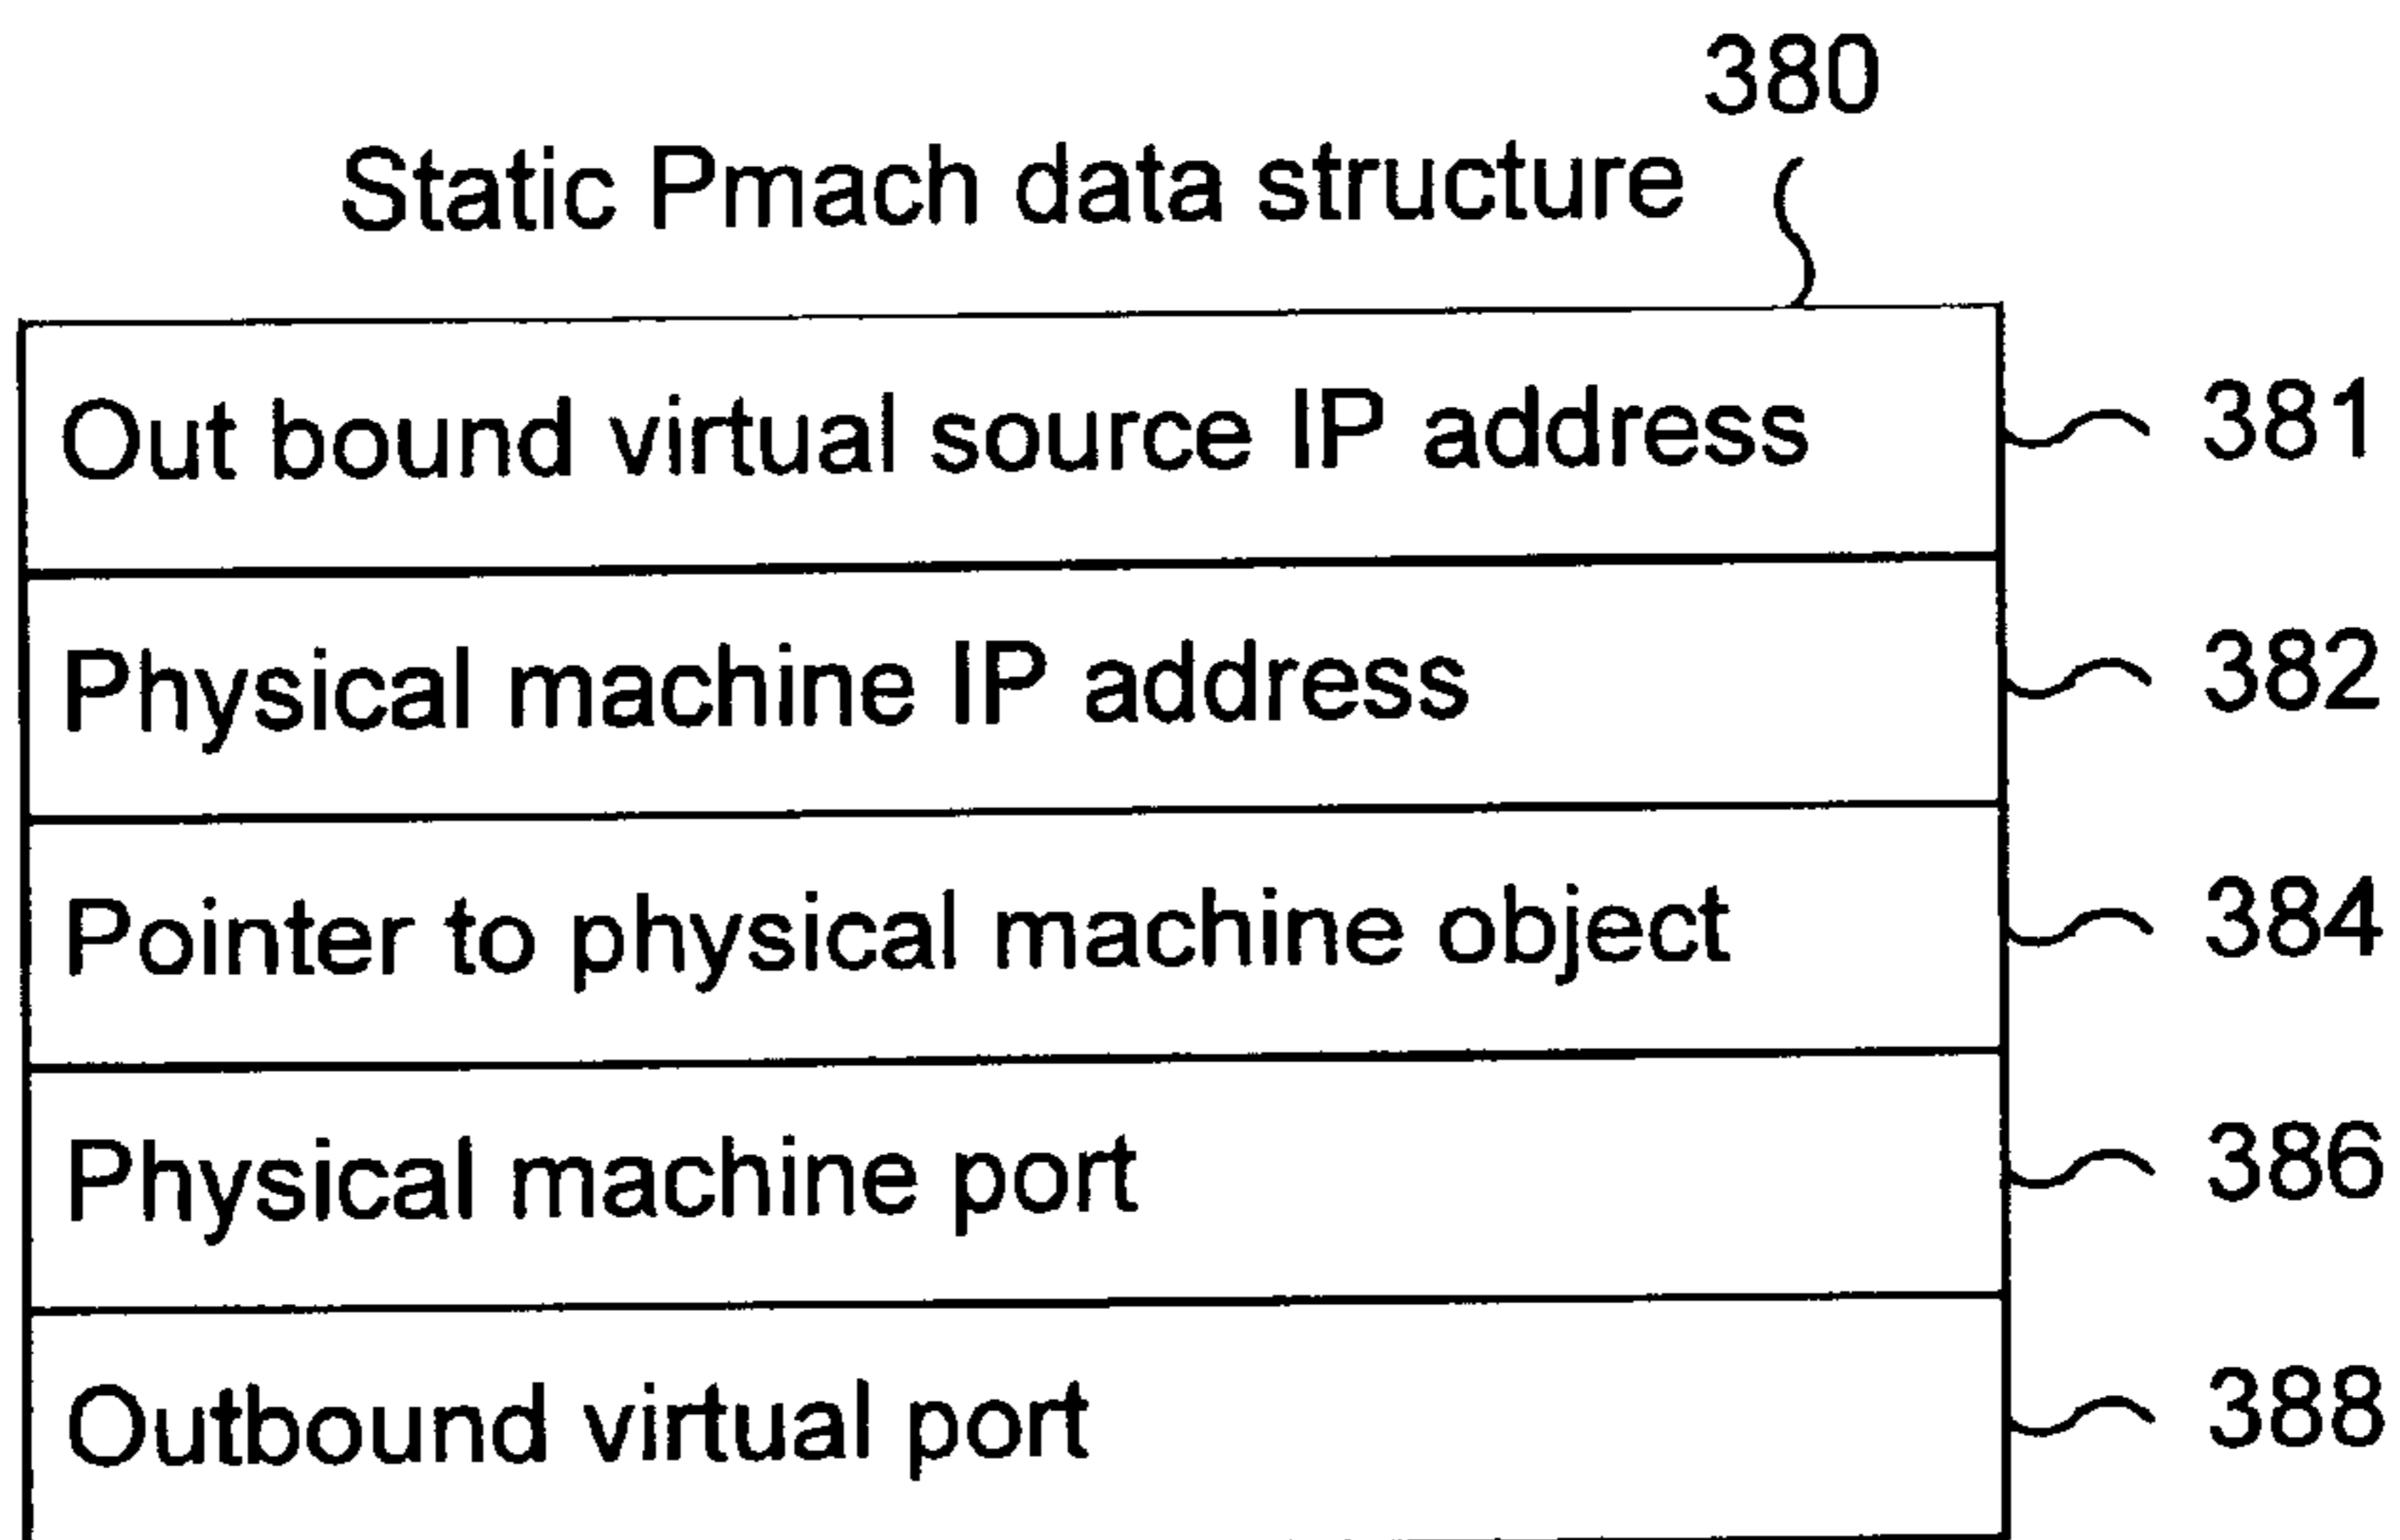 380
Static Pmach data structure
Out bound virtual source IP address
381
Physical machine IP address
382
Pointer to physical machine object
384
Physical machine port
386
Outbound virtual port
388